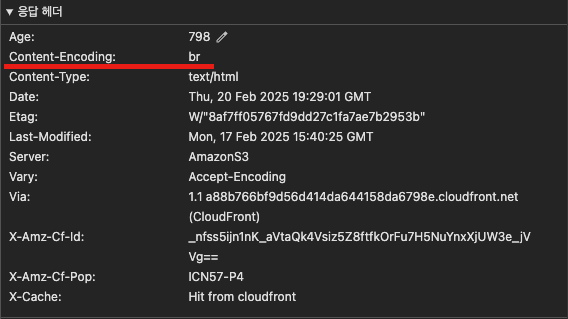 ▼ 응답 헤더
Age: 798
Content-Encoding: br
Content-Type: text/html
Date: Thu, 20 Feb 2025 19:29:01 GMT
Etag: W/"8af7ff05767fd9dd27c1fa7ae7b2953b"
Last-Modified: Mon, 17 Feb 2025 15:40:25 GMT
Server: AmazonS3
Vary: Accept-Encoding
Via: 1.1 a88b766bf9d56d414da644158da6798e.cloudfront.net
(CloudFront)
X-Amz-Cf-Id: _nfss5ijn1nK_aVtaQk4Vsiz5Z8ftfkOrFu7H5NuYnxXjUW3e_jV
Vg==
X-Amz-Cf-Pop: ICN57-P4
X-Cache: Hit from cloudfront